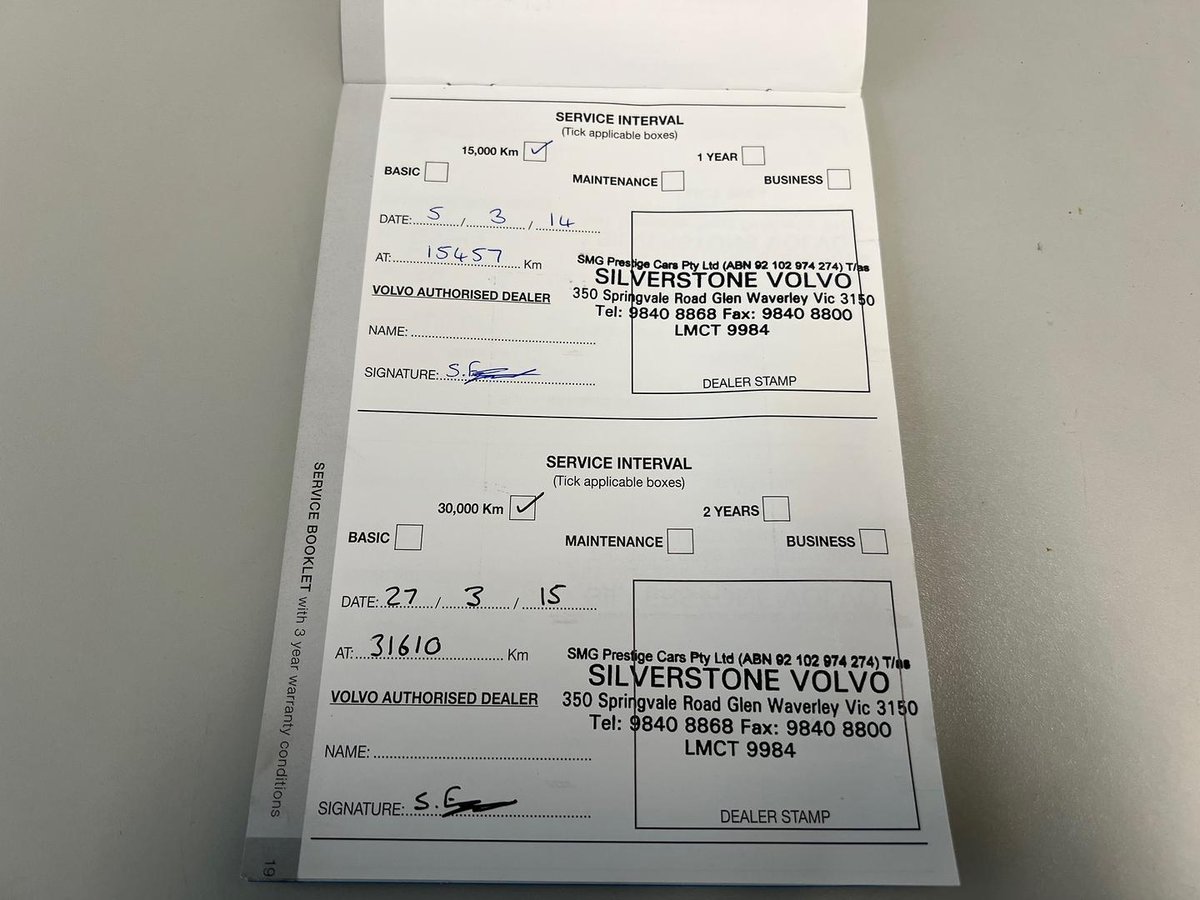 SERVICE INTERVAL
(Tick applicable boxes)
15,000 Km 1 YEAR
BASIC MAINTENANCE BUSINESS
DATE: 5 / 3 / 14
AT: 15457 Km
VOLVO AUTHORISED DEALER
NAME:
SIGNATURE: S.
SMG Prestige Cars Pty Ltd (ABN 92 102 974 274) T/as
SILVERSTONE VOLVO
350 Springvale Road Glen Waverley Vic 3150
Tel: 9840 8868 Fax: 9840 8800
LMCT 9984
DEALER STAMP
SERVICE INTERVAL
(Tick applicable boxes)
30,000 Km 2 YEARS
BASIC MAINTENANCE BUSINESS
DATE: 27 / 3 / 15
AT: 31610 Km
VOLVO AUTHORISED DEALER
NAME:
SIGNATURE: S.
SMG Prestige Cars Pty Ltd (ABN 92 102 974 274) T/as
SILVERSTONE VOLVO
350 Springvale Road Glen Waverley Vic 3150
Tel: 9840 8868 Fax: 9840 8800
LMCT 9984
DEALER STAMP
SERVICE BOOKLET with 3 year warranty conditions
19